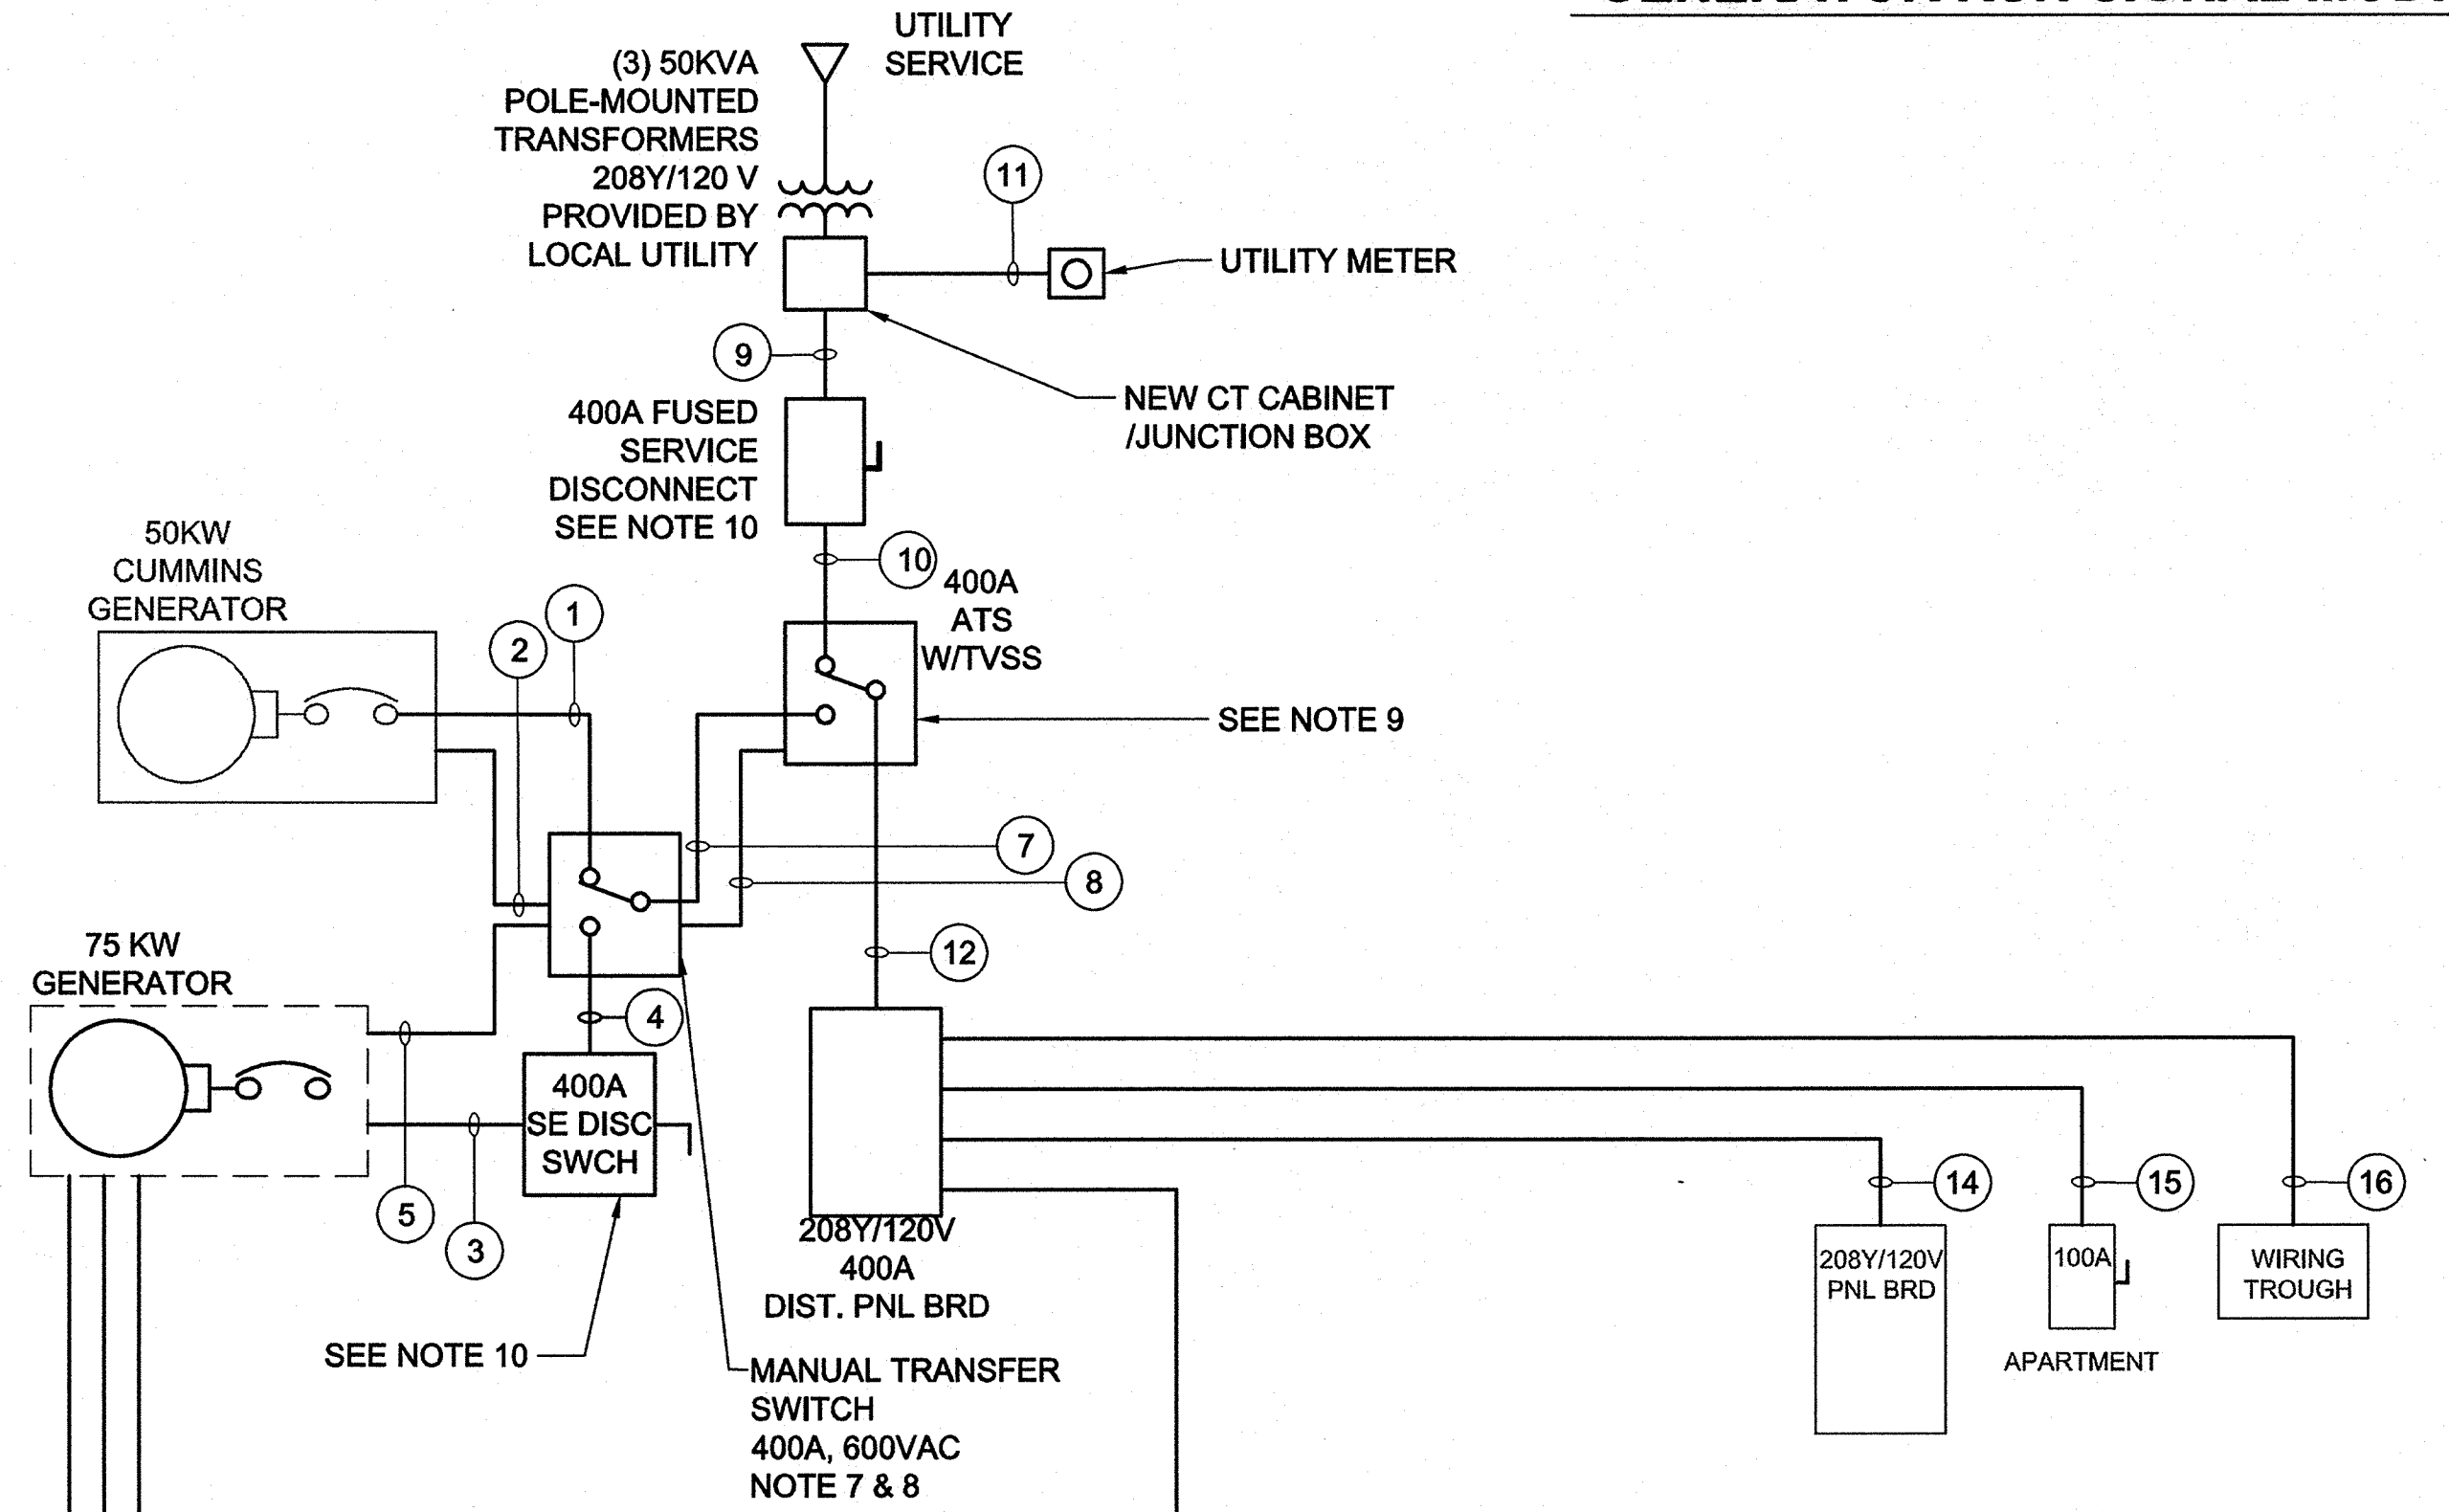 UTILITY
SERVICE
(3) 50KVA
POLE-MOUNTED
TRANSFORMERS
208Y/120 V
PROVIDED BY
LOCAL UTILITY
11
UTILITY METER
9
NEW CT CABINET
/JUNCTION BOX
400A FUSED
SERVICE
DISCONNECT
SEE NOTE 10
10
400A
ATS
W/TVSS
SEE NOTE 9
50KW
CUMMINS
GENERATOR
1
2
7
8
12
75 KW
GENERATOR
4
400A
SE DISC
SWCH
5
3
SEE NOTE 10
208Y/120V
400A
DIST. PNL BRD
MANUAL TRANSFER
SWITCH
400A, 600VAC
NOTE 7 & 8
14
15
16
208Y/120V
PNL BRD
100A
APARTMENT
WIRING
TROUGH